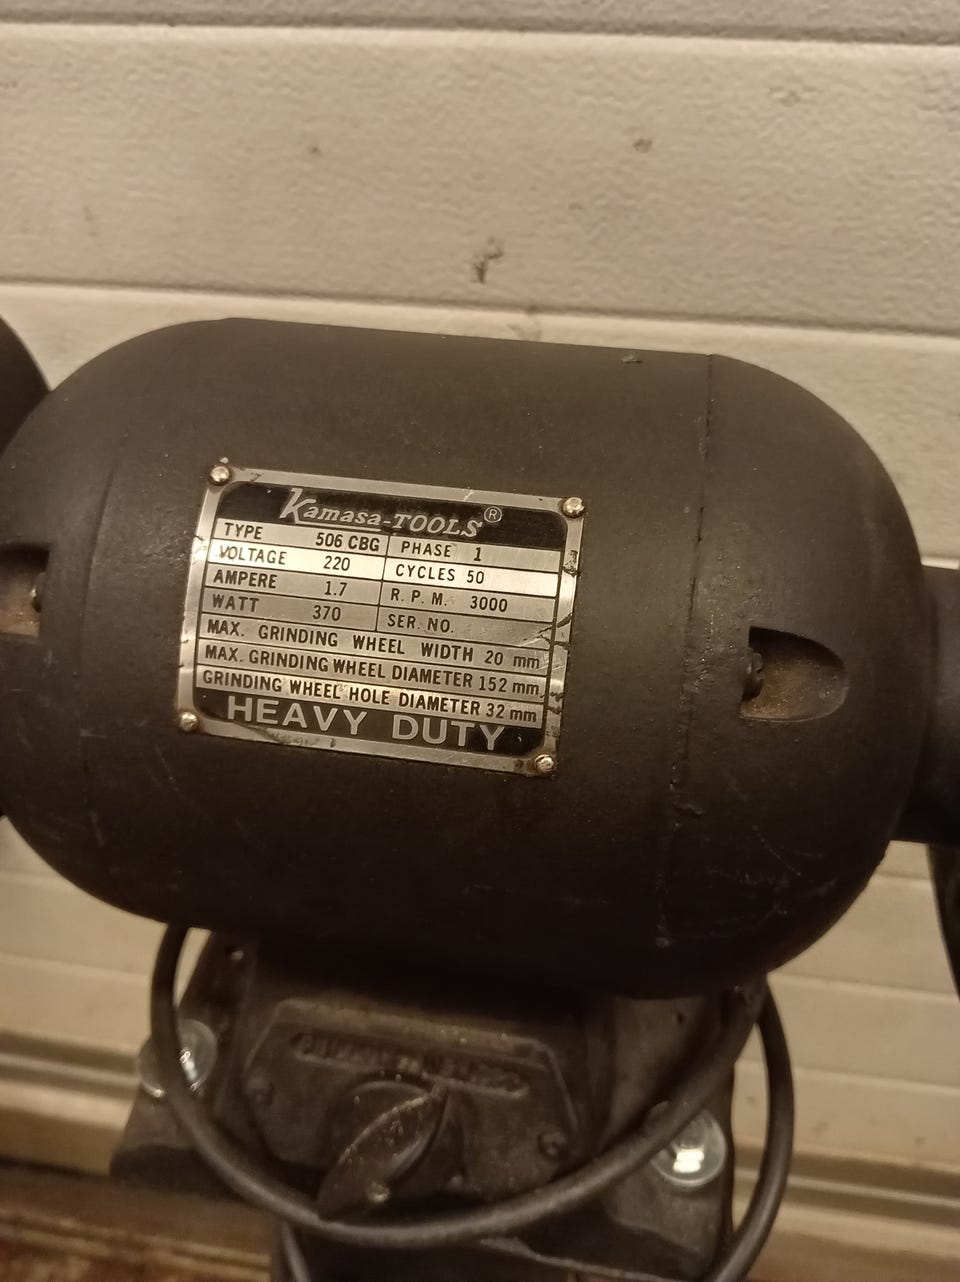 Kamasa-TOOLS®
TYPE 506 CBG PHASE 1
VOLTAGE 220 CYCLES 50
AMPERE 1.7 R. P. M. 3000
WATT 370 SER. NO.
MAX. GRINDING WHEEL WIDTH 20 mm
MAX. GRINDING WHEEL DIAMETER 152 mm
GRINDING WHEEL HOLE DIAMETER 32 mm
HEAVY DUTY